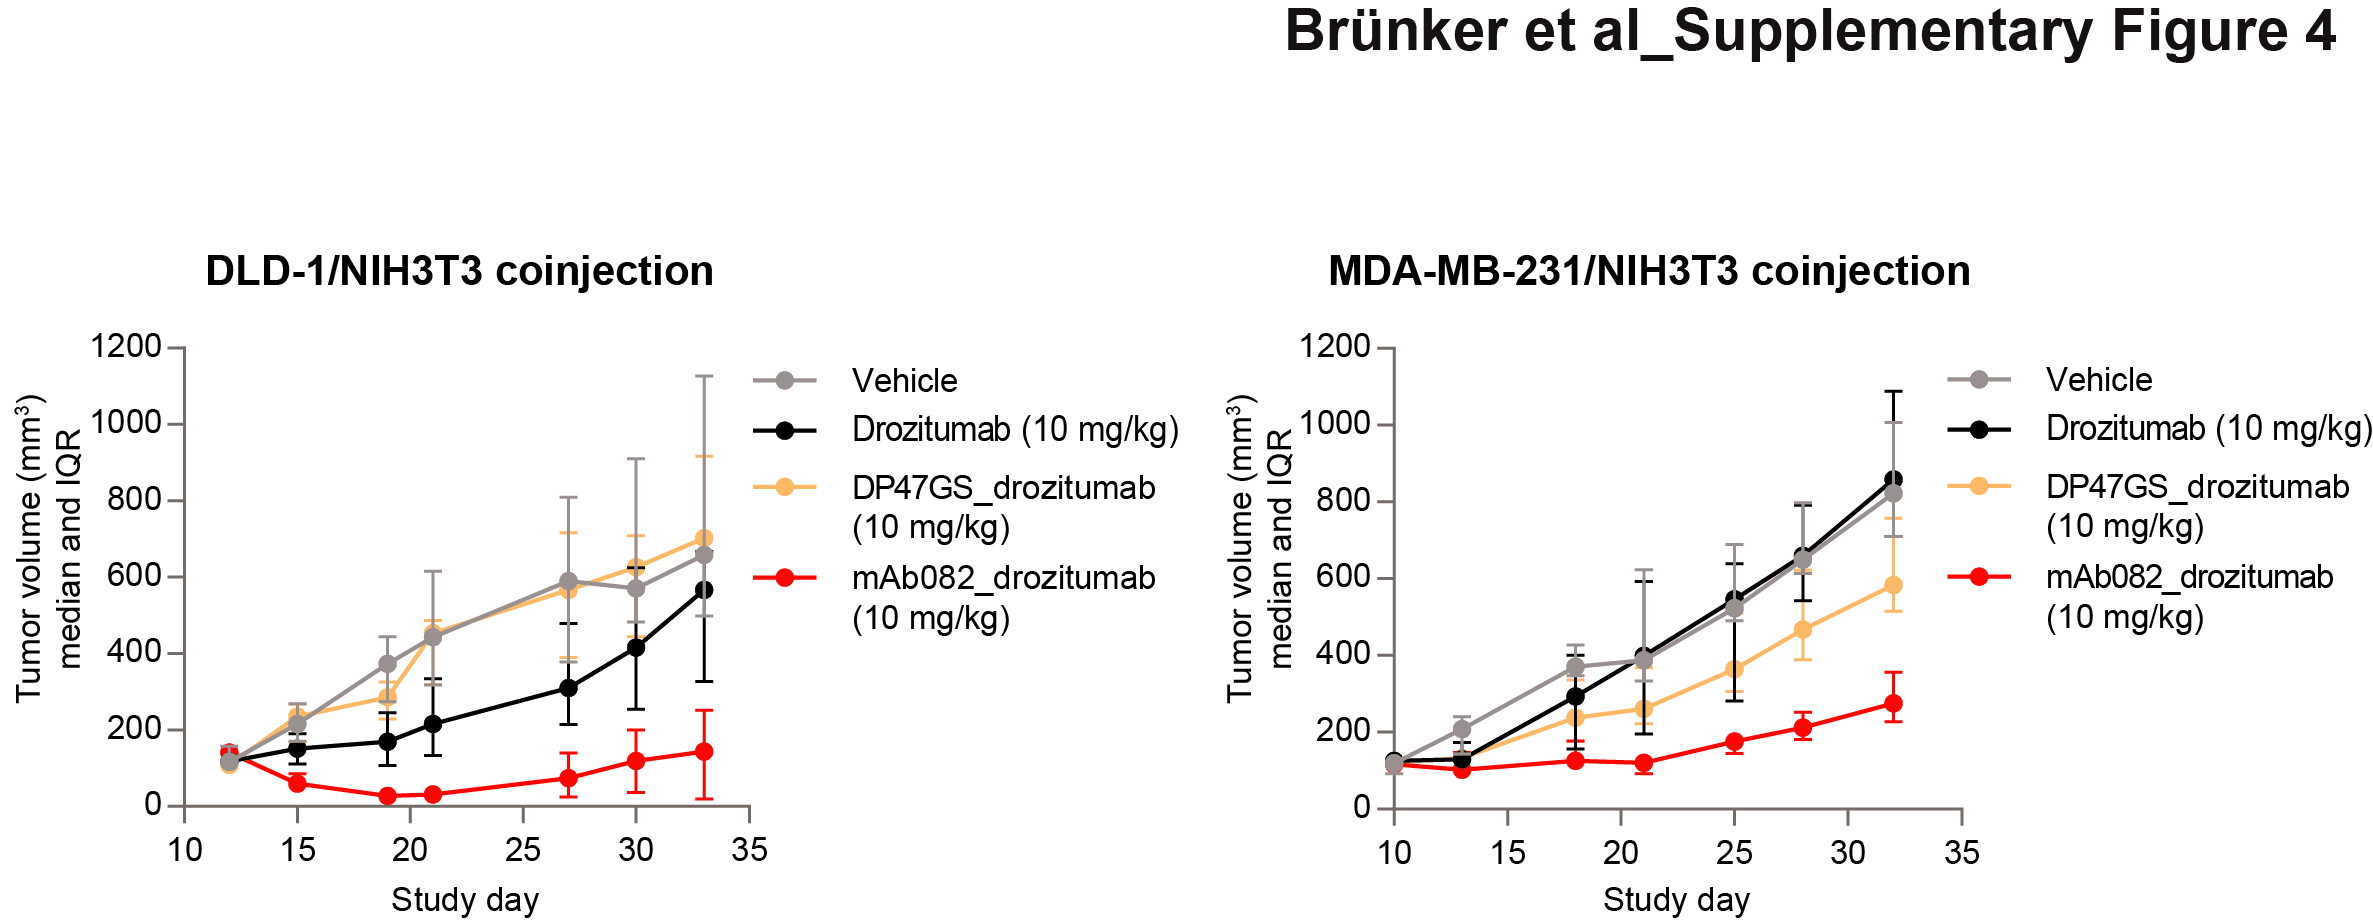 Brünker et al_Supplementary Figure 4
DLD-1/NIH3T3 coinjection
Tumor volume (mm³)
median and IQR
1200
1000
800
600
400
200
0
10 15 20 25 30 35
Study day
Vehicle
Drozitumab (10 mg/kg)
DP47GS_drozitumab
(10 mg/kg)
mAb082_drozitumab
(10 mg/kg)
MDA-MB-231/NIH3T3 coinjection
Tumor volume (mm³)
median and IQR
1200
1000
800
600
400
200
0
10 15 20 25 30 35
Study day
Vehicle
Drozitumab (10 mg/kg)
DP47GS_drozitumab
(10 mg/kg)
mAb082_drozitumab
(10 mg/kg)